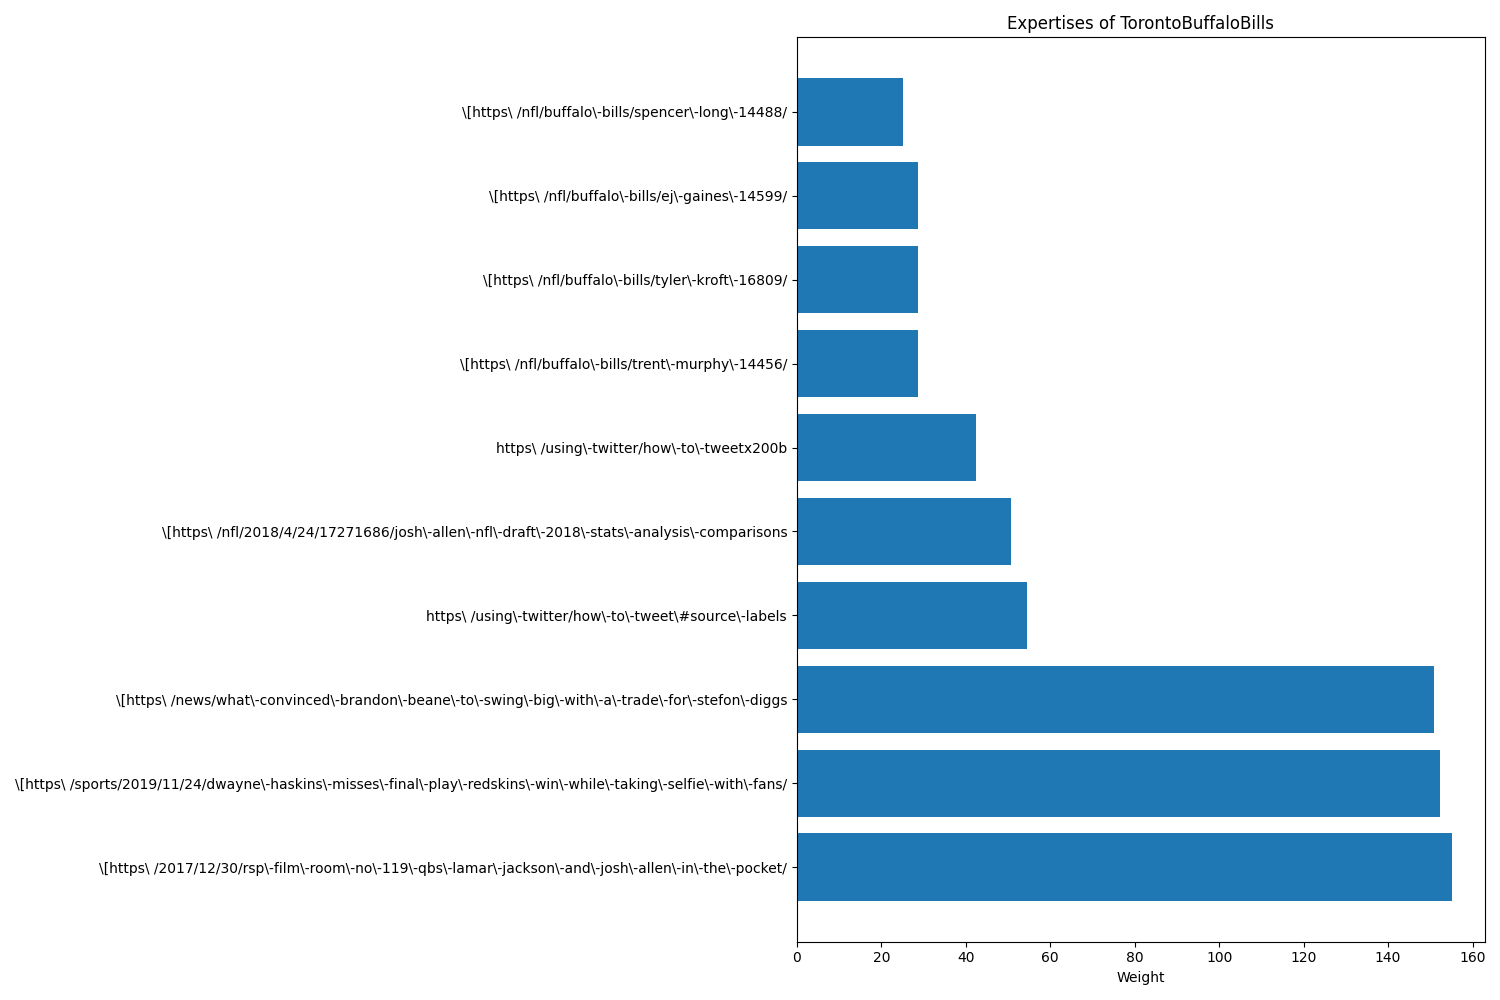 Expertises of TorontoBuffaloBills
\[https\ /nfl/buffalo\-bills/spencer\-long\-14488/
\[https\ /nfl/buffalo\-bills/ej\-gaines\-14599/
\[https\ /nfl/buffalo\-bills/tyler\-kroft\-16809/
\[https\ /nfl/buffalo\-bills/trent\-murphy\-14456/
https\ /using\-twitter/how\-to\-tweetx200b
\[https\ /nfl/2018/4/24/17271686/josh\-allen\-nfl\-draft\-2018\-stats\-analysis\-comparisons
https\ /using\-twitter/how\-to\-tweet\#source\-labels
\[https\ /news/what\-convinced\-brandon\-beane\-to\-swing\-big\-with\-a\-trade\-for\-stefon\-diggs
\[https\ /sports/2019/11/24/dwayne\-haskins\-misses\-final\-play\-redskins\-win\-while\-taking\-selfie\-with\-fans/
\[https\ /2017/12/30/rsp\-film\-room\-no\-119\-qbs\-lamar\-jackson\-and\-josh\-allen\-in\-the\-pocket/
0 20 40 60 80 100 120 140 160
Weight